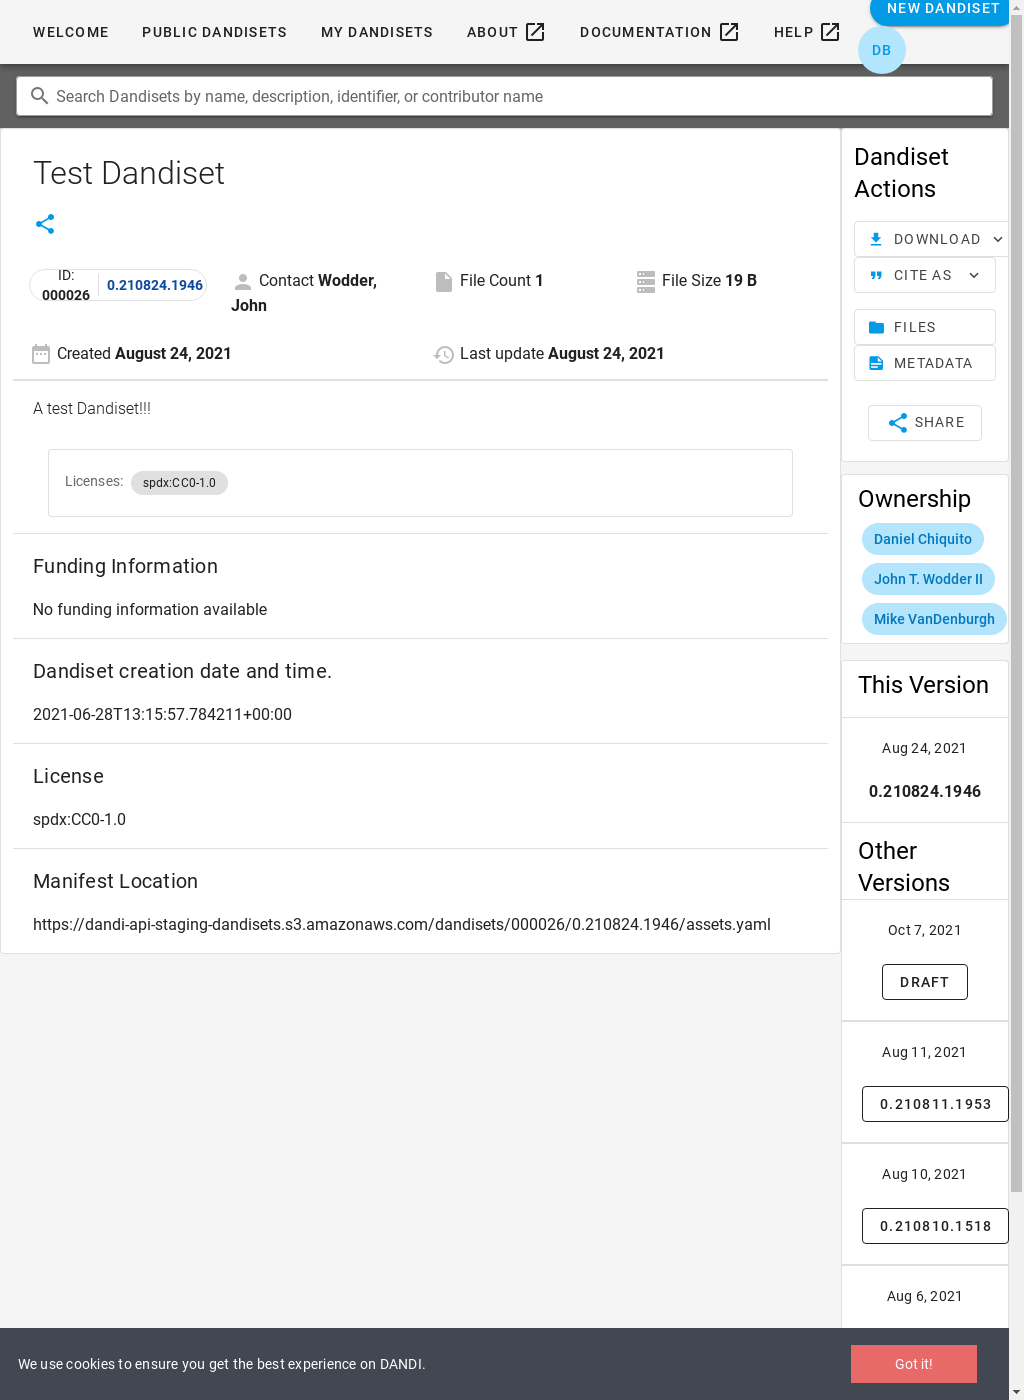 WELCOME
PUBLIC DANDISETS
MY DANDISETS
ABOUT
DOCUMENTATION
HELP
NEW DANDISET
DB
Search Dandisets by name, description, identifier, or contributor name
Test Dandiset
ID:
000026
0.210824.1946
Contact Wodder,
John
File Count 1
File Size 19 B
Created August 24, 2021
Last update August 24, 2021
A test Dandiset!!!
Licenses: spdx:CC0-1.0
Funding Information
No funding information available
Dandiset creation date and time.
2021-06-28T13:15:57.784211+00:00
License
spdx:CC0-1.0
Manifest Location
https://dandi-api-staging-dandisets.s3.amazonaws.com/dandisets/000026/0.210824.1946/assets.yaml
Dandiset
Actions
DOWNLOAD
CITE AS
FILES
METADATA
SHARE
Ownership
Daniel Chiquito
John T. Wodder II
Mike VanDenburgh
This Version
Aug 24, 2021
0.210824.1946
Other
Versions
Oct 7, 2021
DRAFT
Aug 11, 2021
0.210811.1953
Aug 10, 2021
0.210810.1518
Aug 6, 2021
We use cookies to ensure you get the best experience on DANDI.
Got it!